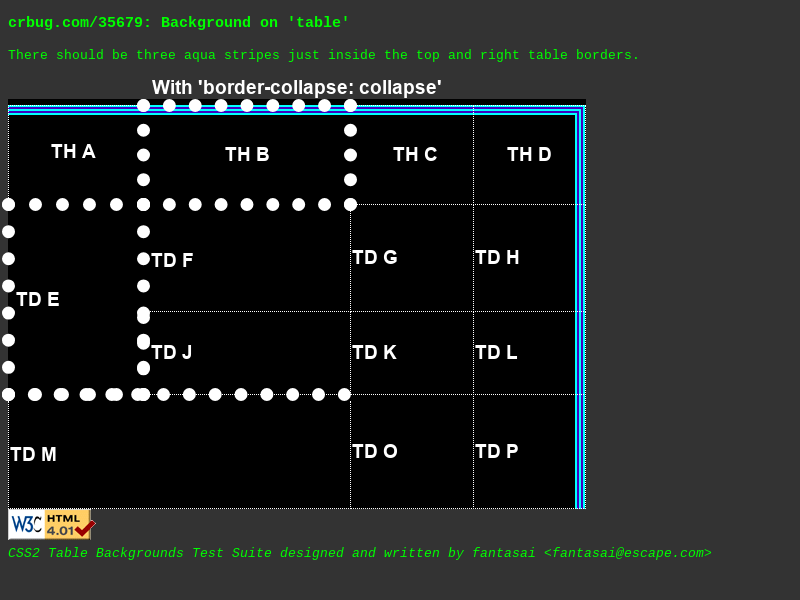 crbug.com/35679: Background on 'table'
There should be three aqua stripes just inside the top and right table borders.
With 'border-collapse: collapse'
TH A
TH B
TH C
TH D
TD E
TD F
TD G
TD H
TD J
TD K
TD L
TD M
TD O
TD P
W3C HTML 4.01
CSS2 Table Backgrounds Test Suite designed and written by fantasai <fantasai@escape.com>